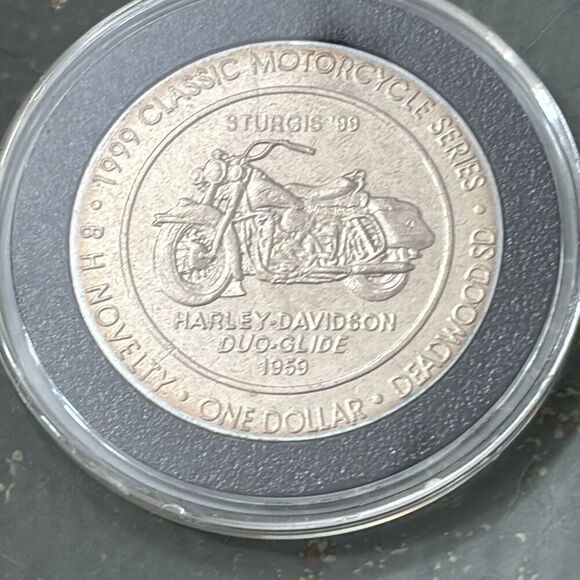 1999 CLASSIC MOTORCYCLE SERIES
STURGIS '99
HARLEY-DAVIDSON
DUO-GLIDE
1959
• B H NOVELTY • ONE DOLLAR • DEADWOOD SD •